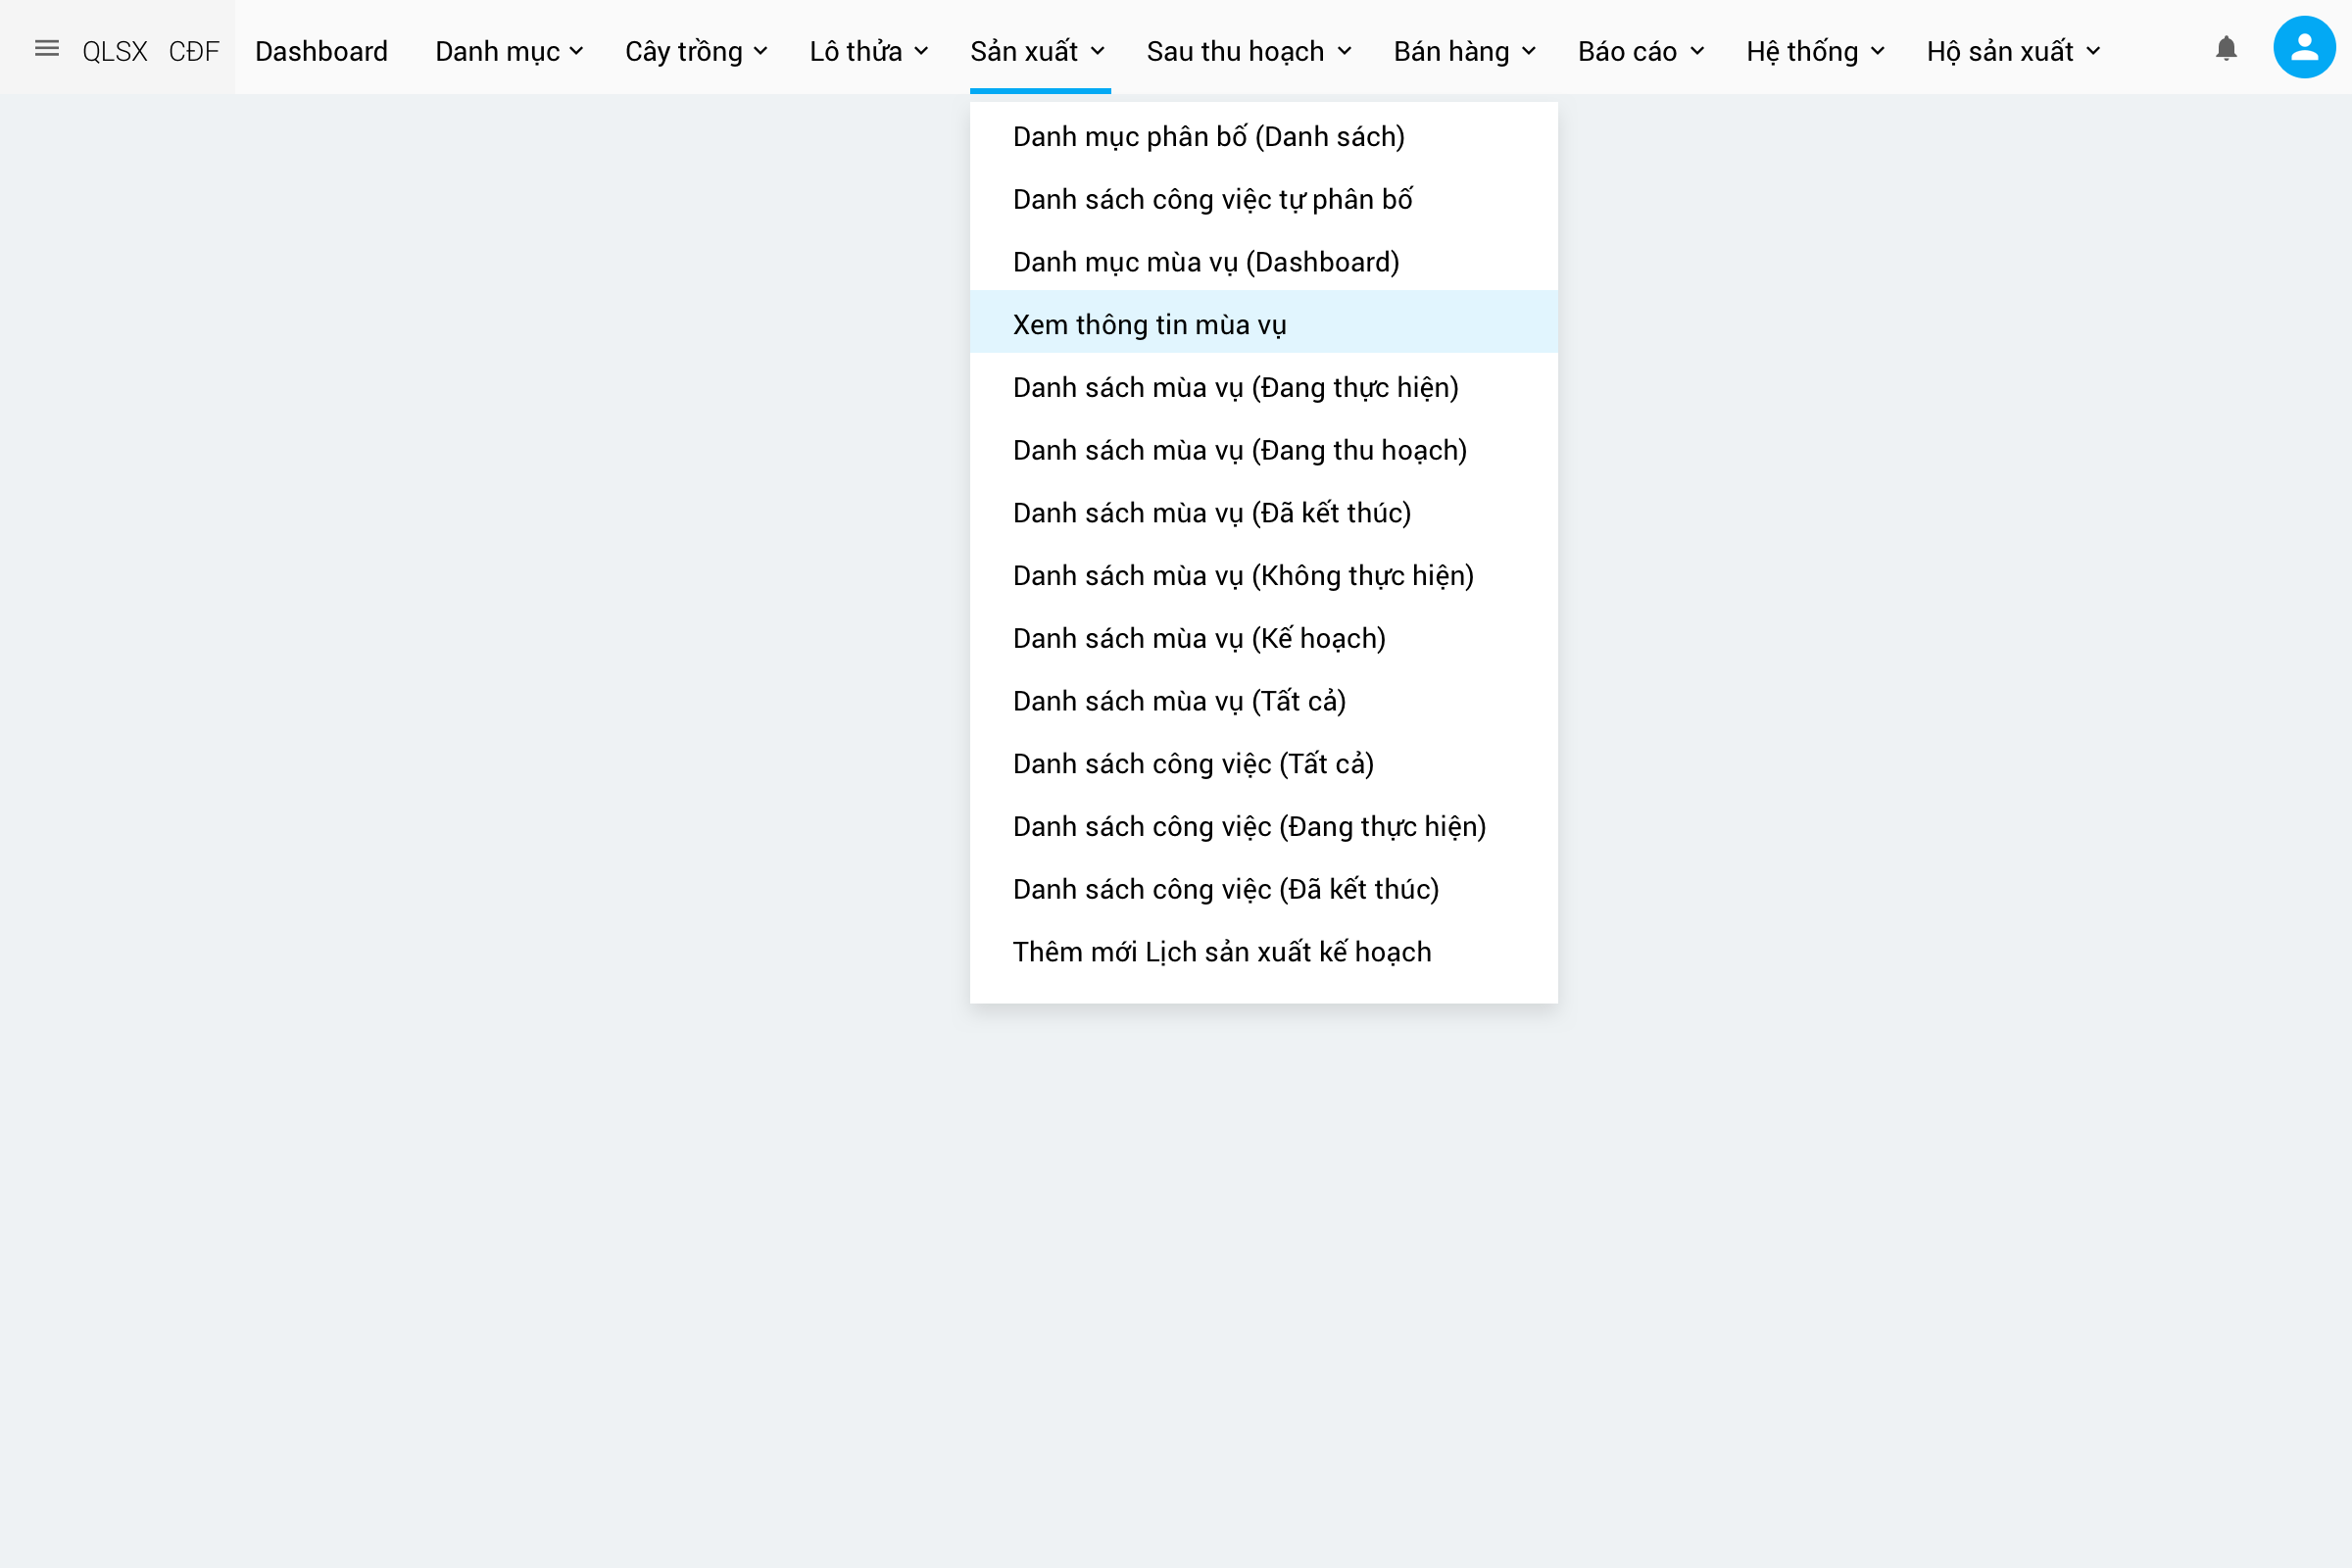 QLSX CĐF Dashboard Danh mục Cây trồng Lô thửa Sản xuất Sau thu hoạch Bán hàng Báo cáo Hệ thống Hộ sản xuất
Danh mục phân bố (Danh sách)
Danh sách công việc tự phân bố
Danh mục mùa vụ (Dashboard)
Xem thông tin mùa vụ
Danh sách mùa vụ (Đang thực hiện)
Danh sách mùa vụ (Đang thu hoạch)
Danh sách mùa vụ (Đã kết thúc)
Danh sách mùa vụ (Không thực hiện)
Danh sách mùa vụ (Kế hoạch)
Danh sách mùa vụ (Tất cả)
Danh sách công việc (Tất cả)
Danh sách công việc (Đang thực hiện)
Danh sách công việc (Đã kết thúc)
Thêm mới Lịch sản xuất kế hoạch